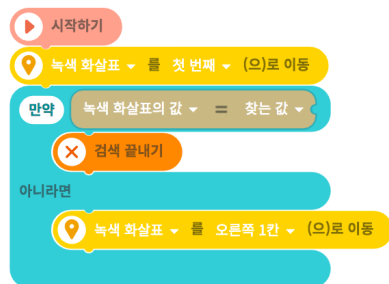 시작하기
녹색 화살표 를 첫 번째 (으)로 이동
만약 녹색 화살표의 값 = 찾는 값
검색 끝내기
아니라면
녹색 화살표 를 오른쪽 1칸 (으)로 이동